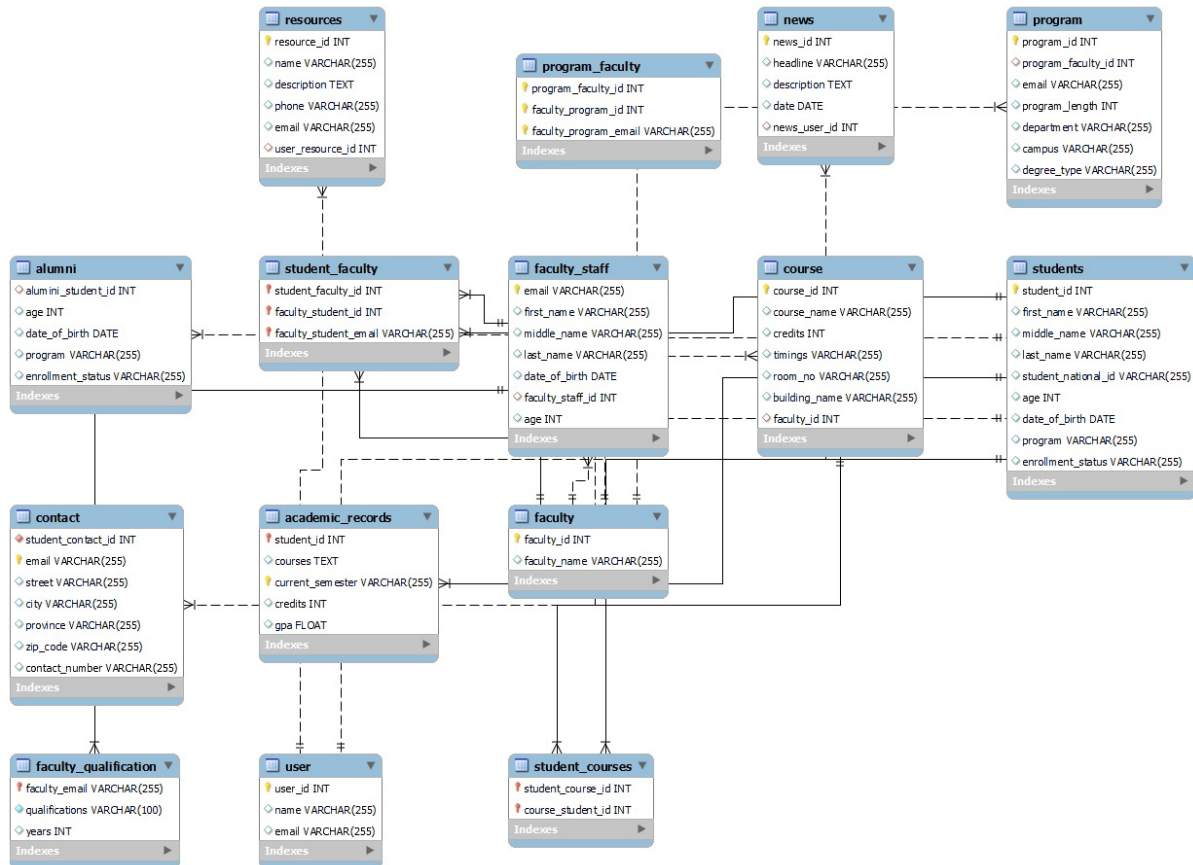 resources
resource_id INT
name VARCHAR(255)
description TEXT
phone VARCHAR(255)
email VARCHAR(255)
user_resource_id INT
Indexes
program_faculty
program_faculty_id INT
faculty_program_id INT
faculty_program_email VARCHAR(255)
Indexes
news
news_id INT
headline VARCHAR(255)
description TEXT
date DATE
news_user_id INT
Indexes
program
program_id INT
program_faculty_id INT
email VARCHAR(255)
program_length INT
department VARCHAR(255)
campus VARCHAR(255)
degree_type VARCHAR(255)
Indexes
alumni
alumini_student_id INT
age INT
date_of_birth DATE
program VARCHAR(255)
enrollment_status VARCHAR(255)
Indexes
student_faculty
student_faculty_id INT
faculty_student_id INT
faculty_student_email VARCHAR(255)
Indexes
faculty_staff
email VARCHAR(255)
first_name VARCHAR(255)
middle_name VARCHAR(255)
last_name VARCHAR(255)
date_of_birth DATE
faculty_staff_id INT
age INT
Indexes
course
course_id INT
course_name VARCHAR(255)
credits INT
timings VARCHAR(255)
room_no VARCHAR(255)
building_name VARCHAR(255)
faculty_id INT
Indexes
students
student_id INT
first_name VARCHAR(255)
middle_name VARCHAR(255)
last_name VARCHAR(255)
student_national_id VARCHAR(255)
age INT
date_of_birth DATE
program VARCHAR(255)
enrollment_status VARCHAR(255)
Indexes
contact
student_contact_id INT
email VARCHAR(255)
street VARCHAR(255)
city VARCHAR(255)
province VARCHAR(255)
zip_code VARCHAR(255)
contact_number VARCHAR(255)
Indexes
academic_records
student_id INT
courses TEXT
current_semester VARCHAR(255)
credits INT
gpa FLOAT
Indexes
faculty
faculty_id INT
faculty_name VARCHAR(255)
Indexes
faculty_qualification
faculty_email VARCHAR(255)
qualifications VARCHAR(100)
years INT
Indexes
user
user_id INT
name VARCHAR(255)
email VARCHAR(255)
Indexes
student_courses
student_course_id INT
course_student_id INT
Indexes